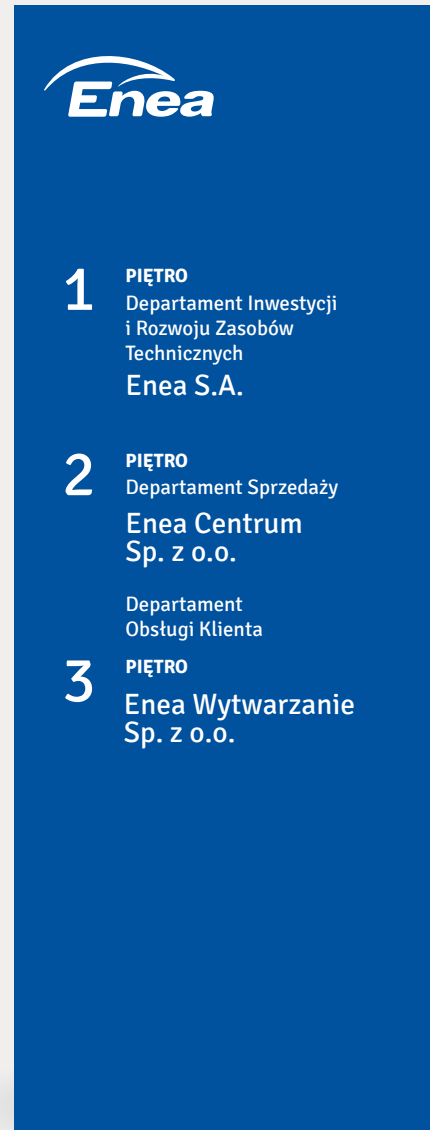 Enea
1 PIĘTRO
Departament Inwestycji
i Rozwoju Zasobów
Technicznych
Enea S.A.
2 PIĘTRO
Departament Sprzedaży
Enea Centrum
Sp. z o.o.
Departament
Obsługi Klienta
3 PIĘTRO
Enea Wytwarzanie
Sp. z o.o.